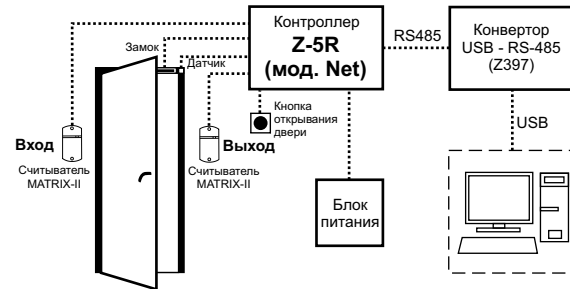 Контроллер
Z-5R
(мод. Net)
RS485
Конвертор
USB - RS-485
(Z397)
Замок
Датчик
Кнопка
открывания
двери
USB
Вход
Считыватель
MATRIX-II
Выход
Считыватель
MATRIX-II
Блок
питания